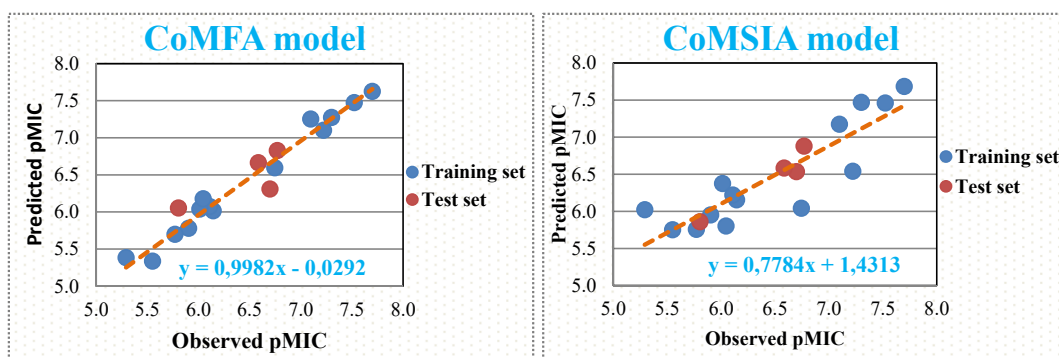 CoMFA model
8.0
7.5
7.0
6.5
6.0
5.5
5.0
Predicted pMIC
5.0 5.5 6.0 6.5 7.0 7.5 8.0
Observed pMIC
y = 0,9982x - 0,0292
Training set
Test set
CoMSIA model
8.0
7.5
7.0
6.5
6.0
5.5
5.0
Predicted pMIC
5.0 5.5 6.0 6.5 7.0 7.5 8.0
Observed pMIC
y = 0,7784x + 1,4313
Training set
Test set